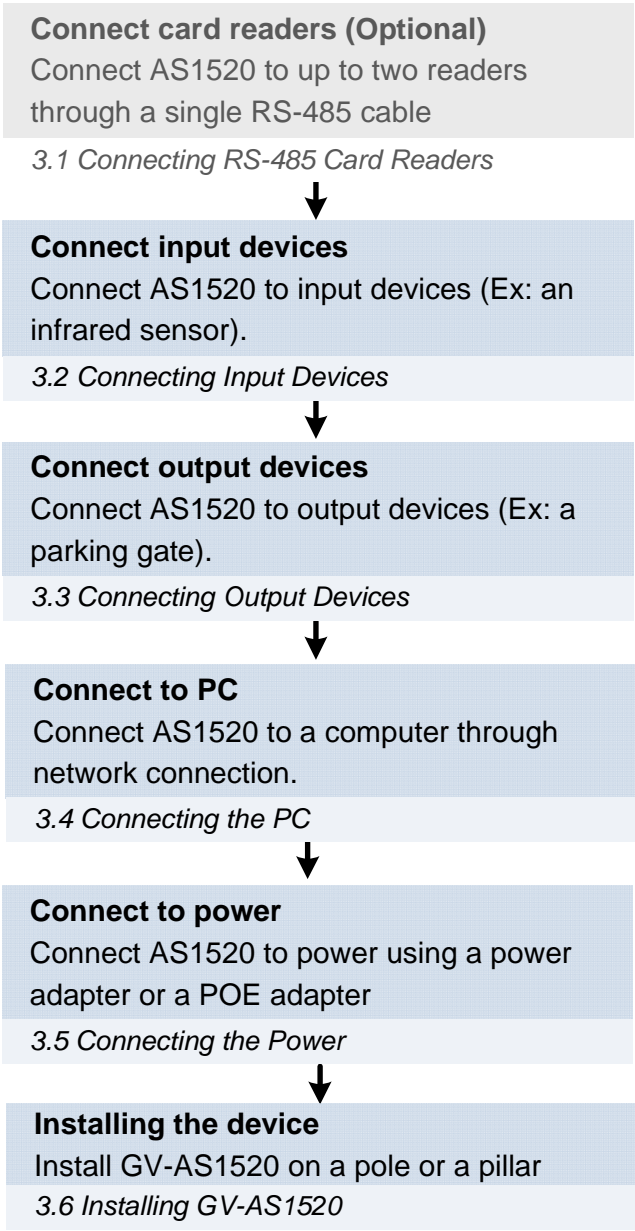 Connect card readers (Optional)
Connect AS1520 to up to two readers
through a single RS-485 cable
3.1 Connecting RS-485 Card Readers
Connect input devices
Connect AS1520 to input devices (Ex: an
infrared sensor).
3.2 Connecting Input Devices
Connect output devices
Connect AS1520 to output devices (Ex: a
parking gate).
3.3 Connecting Output Devices
Connect to PC
Connect AS1520 to a computer through
network connection.
3.4 Connecting the PC
Connect to power
Connect AS1520 to power using a power
adapter or a POE adapter
3.5 Connecting the Power
Installing the device
Install GV-AS1520 on a pole or a pillar
3.6 Installing GV-AS1520